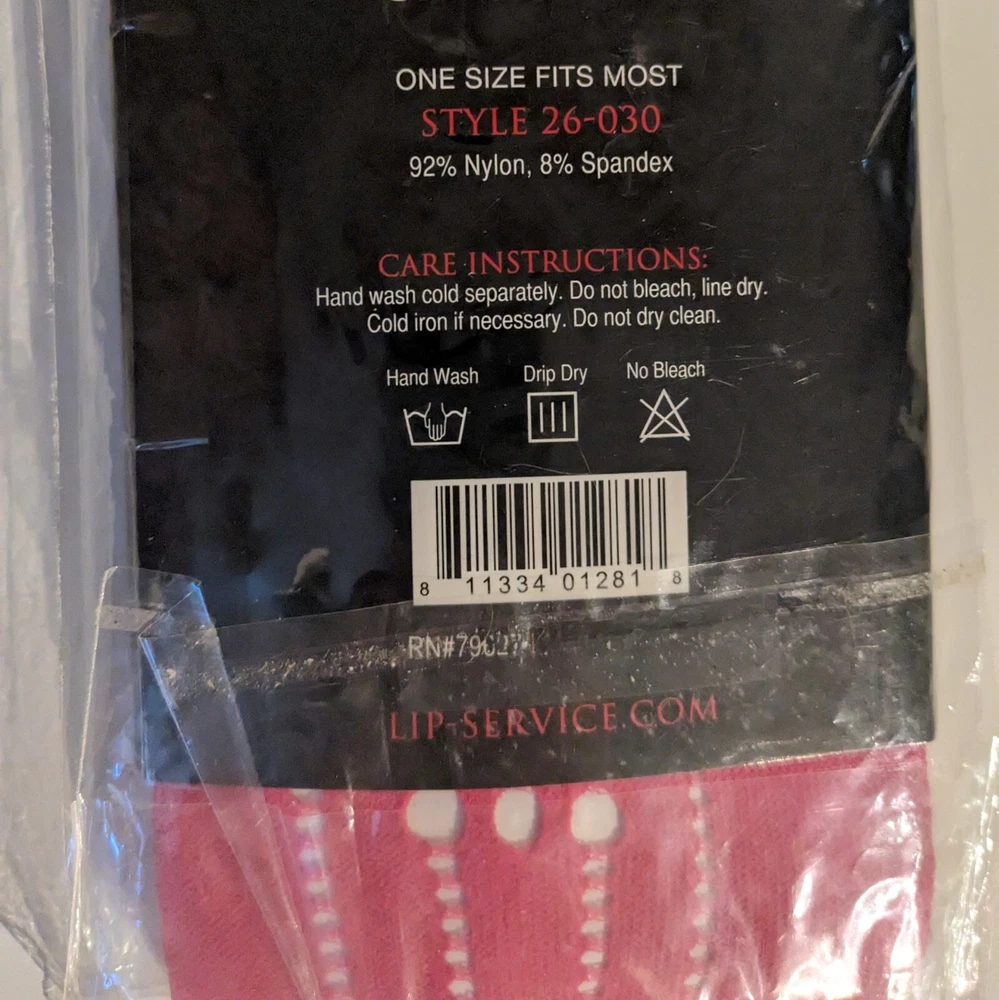 ONE SIZE FITS MOST
STYLE 26-030
92% Nylon, 8% Spandex
CARE INSTRUCTIONS:
Hand wash cold separately. Do not bleach, line dry.
Cold iron if necessary. Do not dry clean.
Hand Wash Drip Dry No Bleach
8 11334 01281 8
LIP-SERVICE.COM